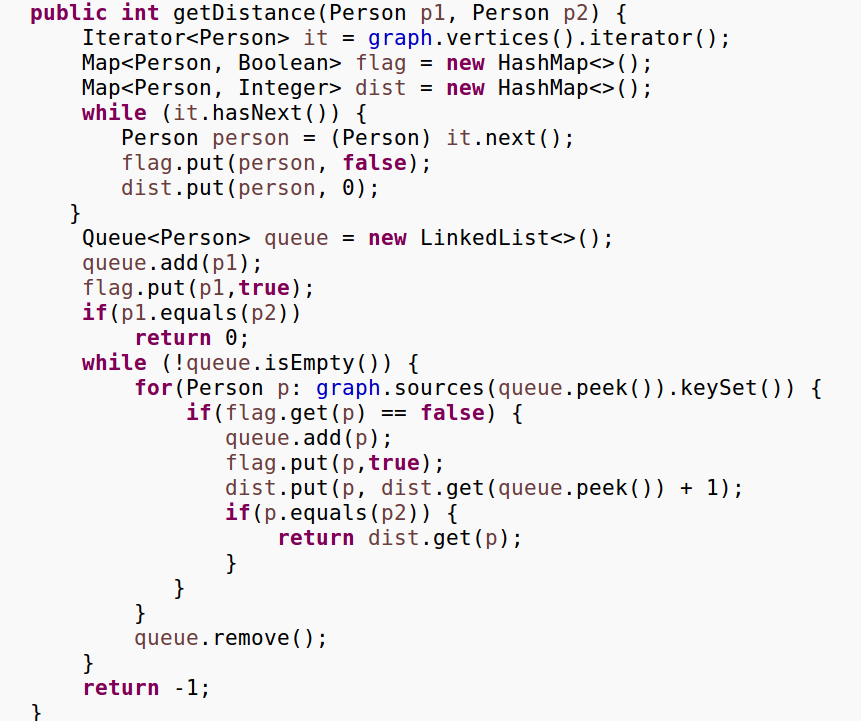 public int getDistance(Person p1, Person p2) {
    Iterator<Person> it = graph.vertices().iterator();
    Map<Person, Boolean> flag = new HashMap<>();
    Map<Person, Integer> dist = new HashMap<>();
    while (it.hasNext()) {
       Person person = (Person) it.next();
       flag.put(person, false);
       dist.put(person, 0);
   }
    Queue<Person> queue = new LinkedList<>();
    queue.add(p1);
    flag.put(p1,true);
    if(p1.equals(p2))
        return 0;
    while (!queue.isEmpty()) {
        for(Person p: graph.sources(queue.peek()).keySet()) {
            if(flag.get(p) == false) {
               queue.add(p);
               flag.put(p,true);
               dist.put(p, dist.get(queue.peek()) + 1);
               if(p.equals(p2)) {
                   return dist.get(p);
               }
           }
        }
        queue.remove();
    }
    return -1;
}